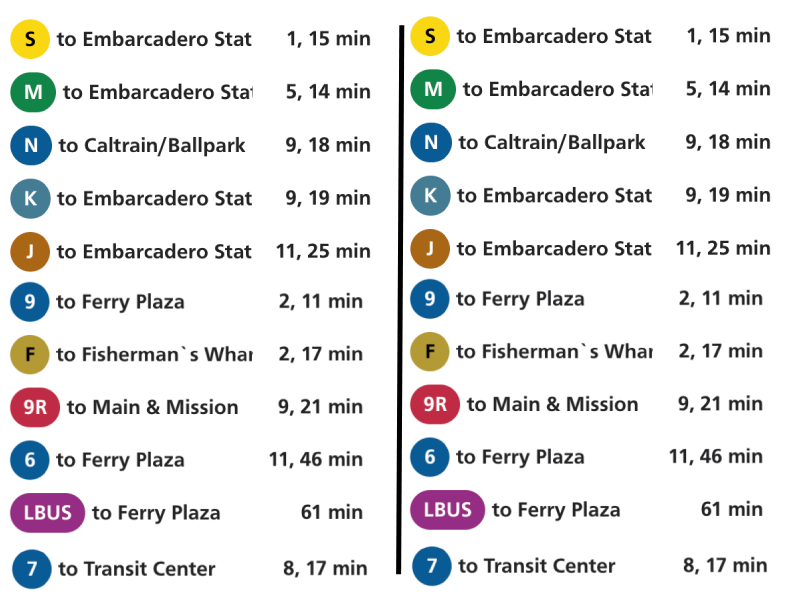 S to Embarcadero Stat 1, 15 min
M to Embarcadero Stat 5, 14 min
N to Caltrain/Ballpark 9, 18 min
K to Embarcadero Stat 9, 19 min
J to Embarcadero Stat 11, 25 min
9 to Ferry Plaza 2, 11 min
F to Fisherman`s Whar 2, 17 min
9R to Main & Mission 9, 21 min
6 to Ferry Plaza 11, 46 min
LBUS to Ferry Plaza 61 min
7 to Transit Center 8, 17 min
S to Embarcadero Stat 1, 15 min
M to Embarcadero Stat 5, 14 min
N to Caltrain/Ballpark 9, 18 min
K to Embarcadero Stat 9, 19 min
J to Embarcadero Stat 11, 25 min
9 to Ferry Plaza 2, 11 min
F to Fisherman`s Whar 2, 17 min
9R to Main & Mission 9, 21 min
6 to Ferry Plaza 11, 46 min
LBUS to Ferry Plaza 61 min
7 to Transit Center 8, 17 min